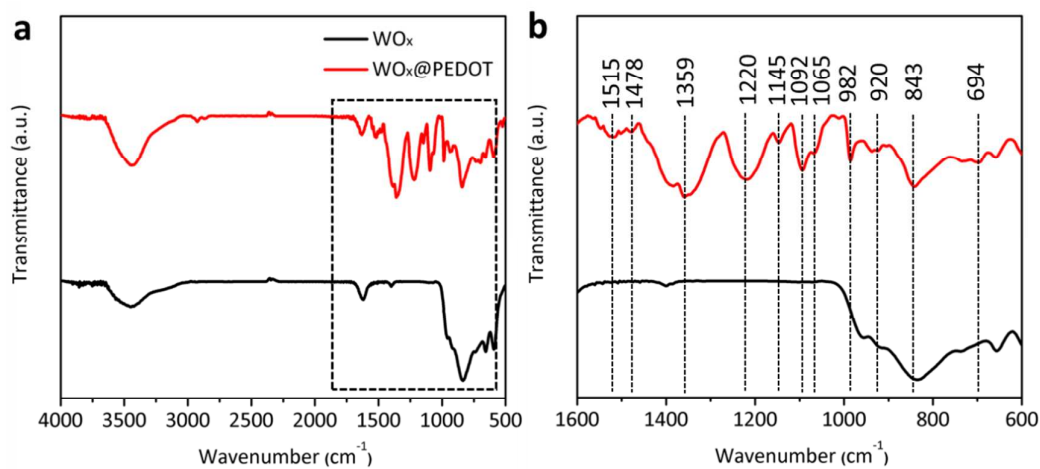 a
WOₓ
WOₓ@PEDOT
Transmittance (a.u.)
4000 3500 3000 2500 2000 1500 1000 500
Wavenumber (cm⁻¹)
b
1515 1478 1359 1220 1145 1092 1065 982 920 843 694
Transmittance (a.u.)
1600 1400 1200 1000 800 600
Wavenumber (cm⁻¹)